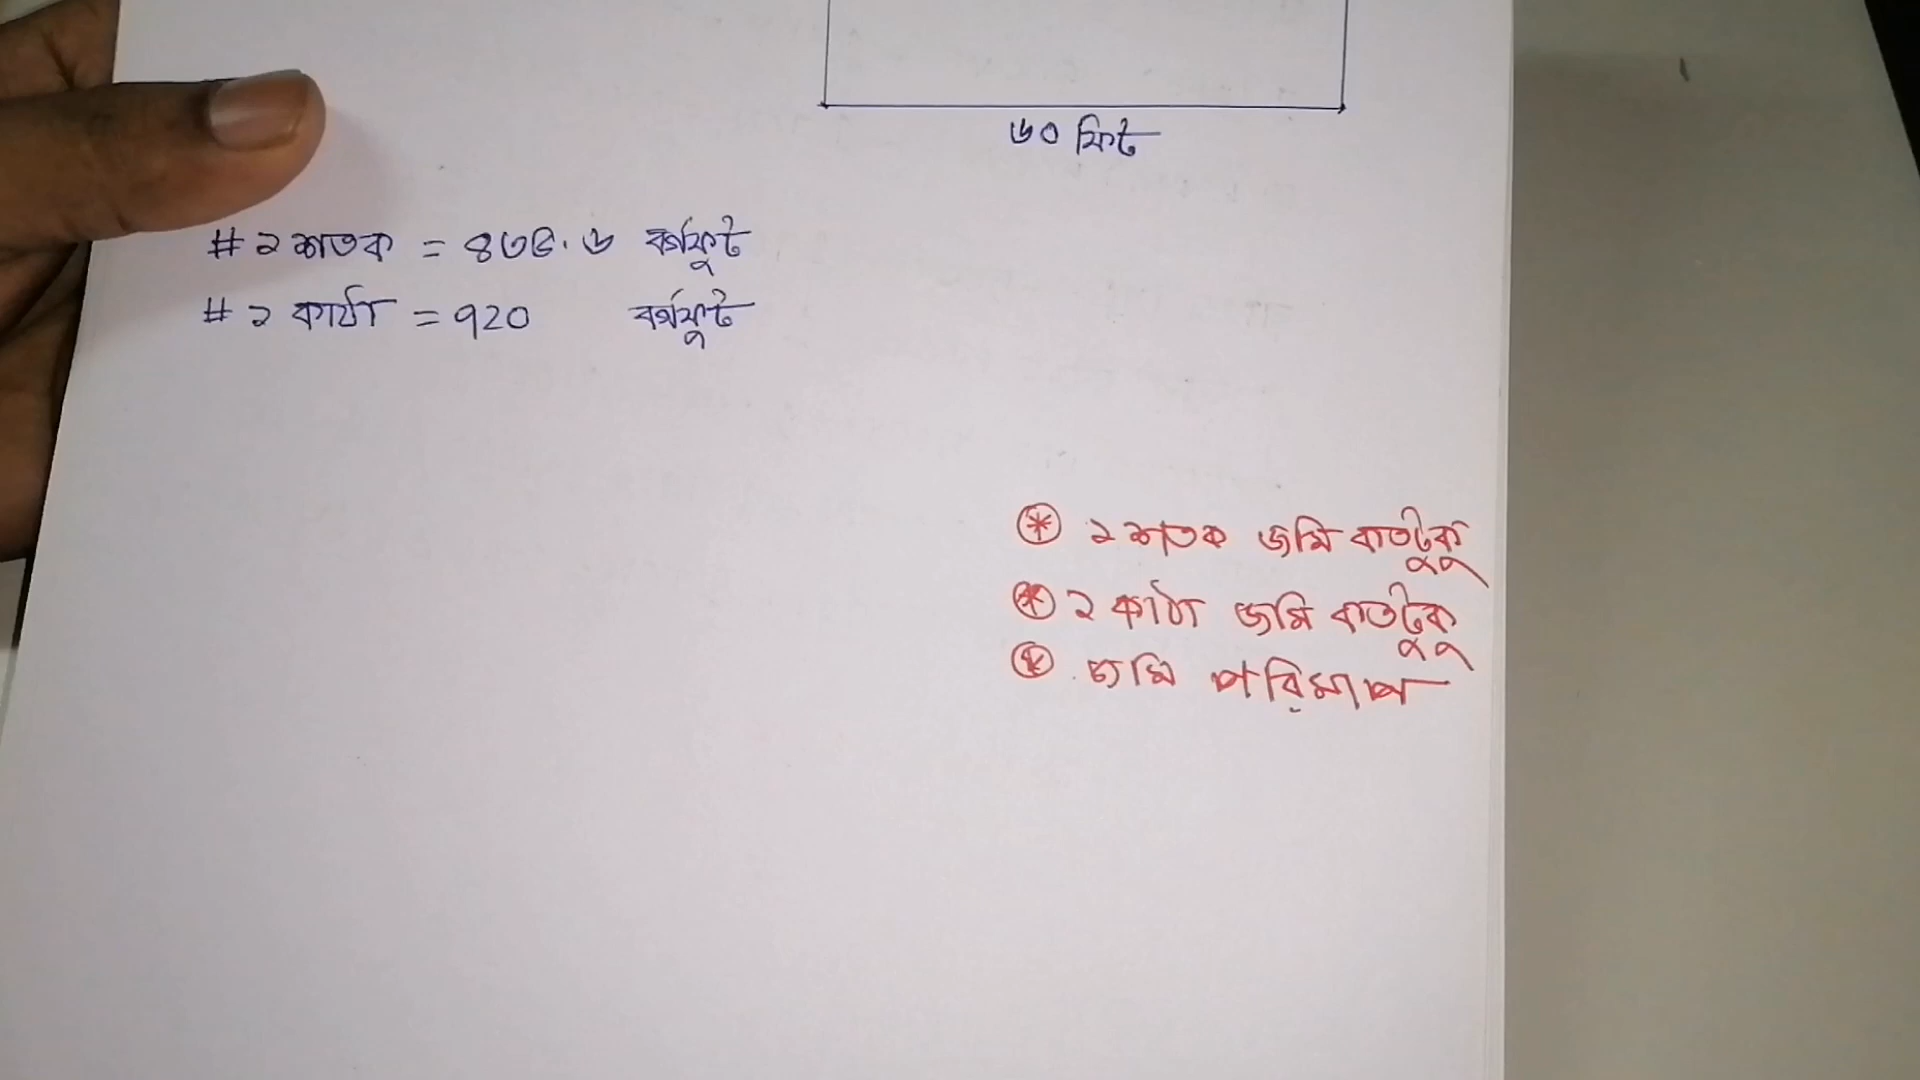 ৬০ ফিট
# ১ শতক = ৪৩৫.৬ বর্গফুট
# ১ কাঠা = ৭২০ বর্গফুট
* ১ শতক জমি কতটুকু
* ১ কাঠা জমি কতটুকু
* জমি পরিমাপ